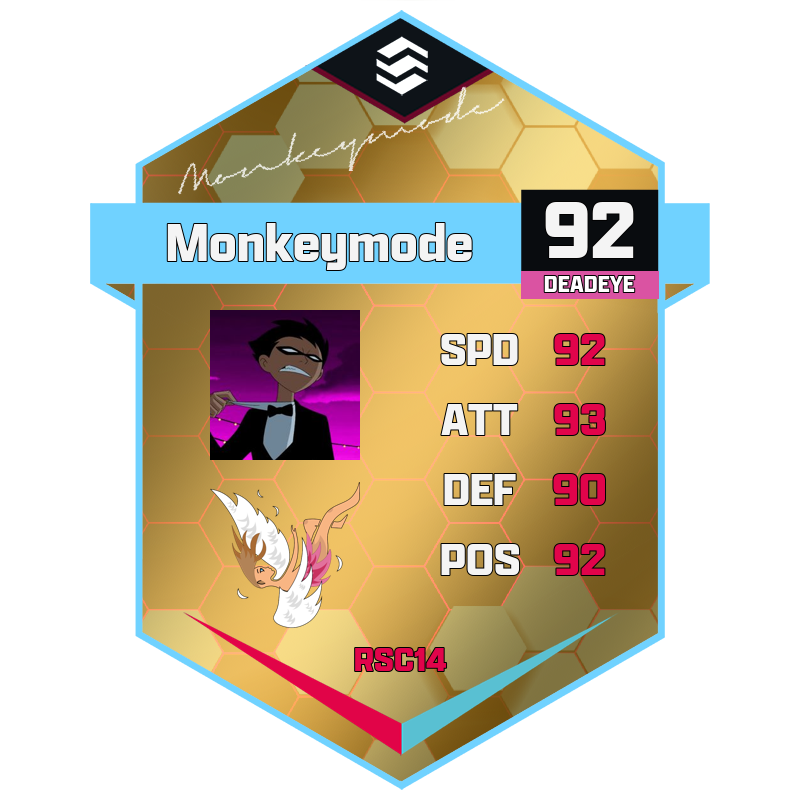 Monkeymode
Monkeymode
92
DEADEYE
SPD 92
ATT 93
DEF 90
POS 92
RSC14